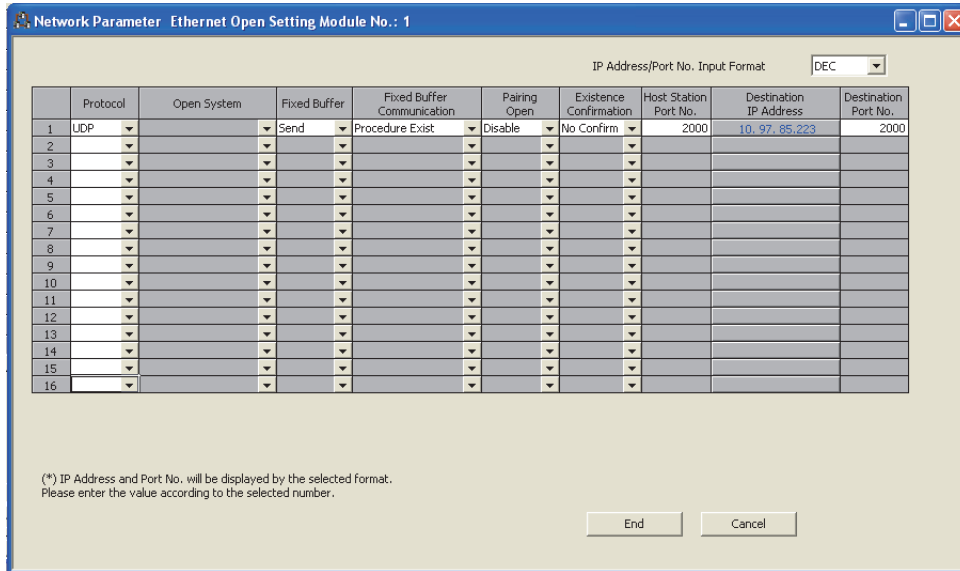 Network Parameter Ethernet Open Setting Module No.: 1
IP Address/Port No. Input Format DEC
Protocol Open System Fixed Buffer Fixed Buffer Communication Pairing Open Existence Confirmation Host Station Port No. Destination IP Address Destination Port No.
1 UDP Send Procedure Exist Disable No Confirm 2000 10. 97. 85.223 2000
2
3
4
5
6
7
8
9
10
11
12
13
14
15
16
(*) IP Address and Port No. will be displayed by the selected format.
Please enter the value according to the selected number.
End Cancel